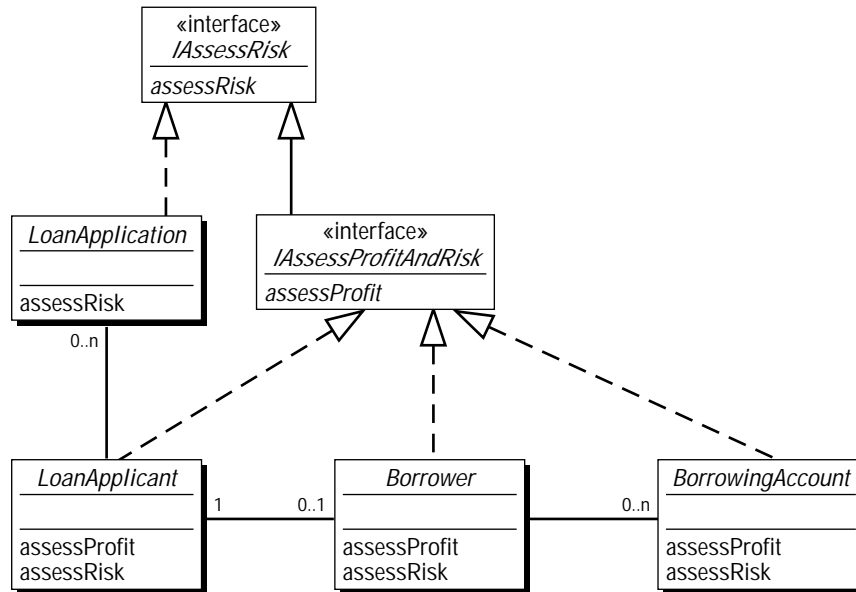 «interface»
IAssessRisk
assessRisk
LoanApplication
assessRisk
0..n
«interface»
IAssessProfitAndRisk
assessProfit
LoanApplicant
assessProfit
assessRisk
1
0..1
Borrower
assessProfit
assessRisk
0..n
BorrowingAccount
assessProfit
assessRisk